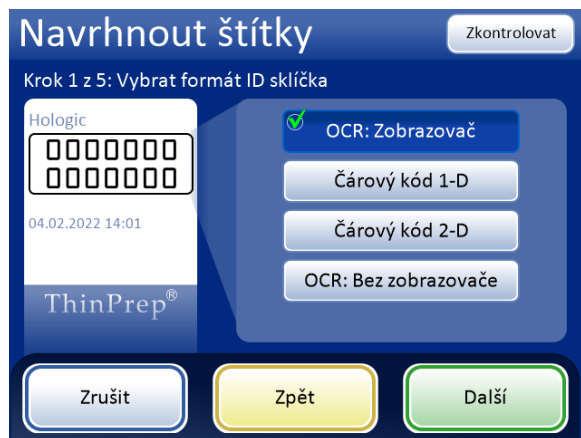 Navrhnout štítky
Zkontrolovat
Krok 1 z 5: Vybrat formát ID sklíčka
Hologic
0000000
0000000
04.02.2022 14:01
ThinPrep®
OCR: Zobrazovač
Čárový kód 1-D
Čárový kód 2-D
OCR: Bez zobrazovače
Zrušit
Zpět
Další